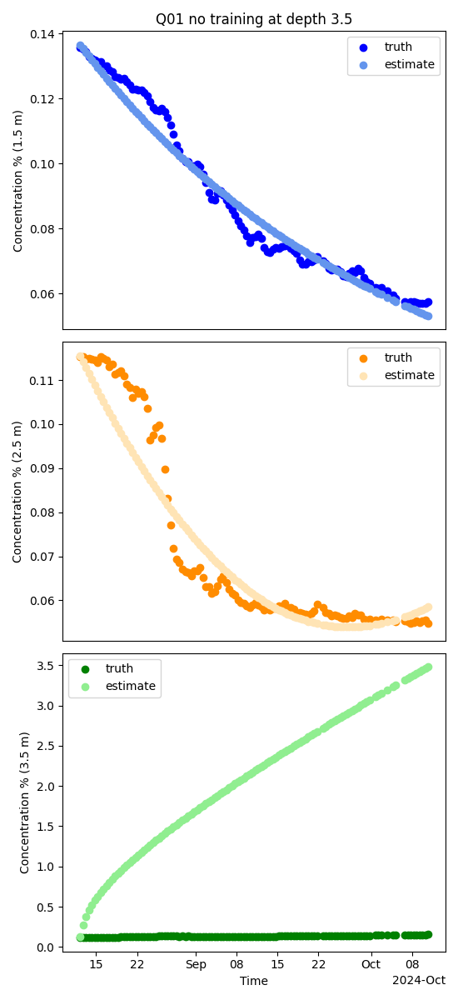 Q01 no training at depth 3.5
0.14
0.12
0.10
0.08
0.06
Concentration % (1.5 m)
truth
estimate
0.11
0.10
0.09
0.08
0.07
0.06
Concentration % (2.5 m)
truth
estimate
3.5
3.0
2.5
2.0
1.5
1.0
0.5
0.0
Concentration % (3.5 m)
truth
estimate
15 22 Sep 08 15 22 Oct 08
Time
2024-Oct